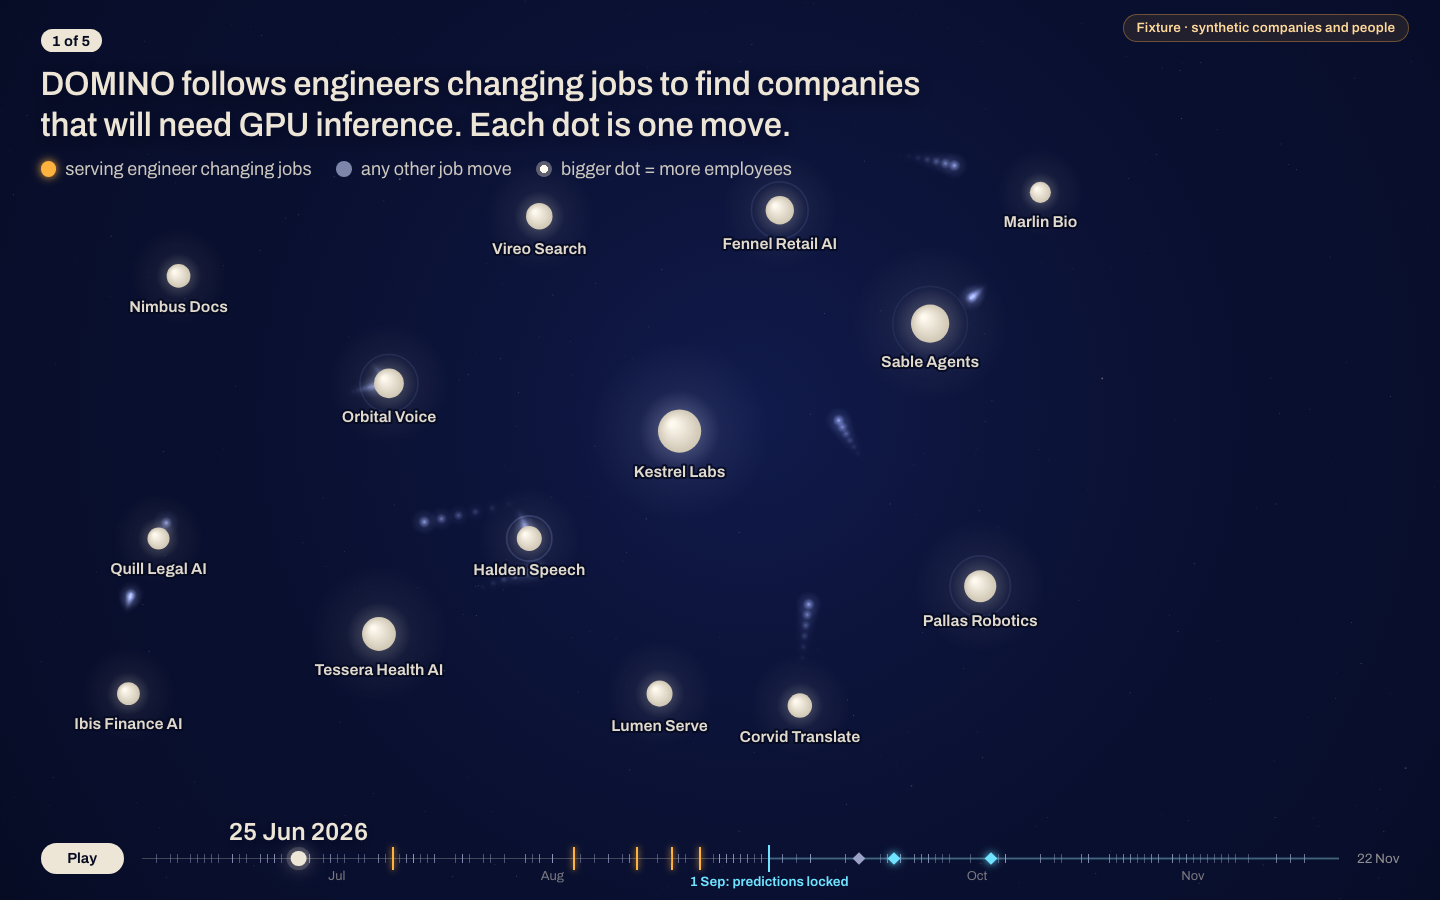 1 of 5
Fixture · synthetic companies and people
DOMINO follows engineers changing jobs to find companies
that will need GPU inference. Each dot is one move.
serving engineer changing jobs
any other job move
bigger dot = more employees
Marlin Bio
Vireo Search
Fennel Retail AI
Nimbus Docs
Sable Agents
Orbital Voice
Kestrel Labs
Quill Legal AI
Halden Speech
Pallas Robotics
Tessera Health AI
Ibis Finance AI
Lumen Serve
Corvid Translate
25 Jun 2026
Play
22 Nov
Jul
Aug
Oct
Nov
1 Sep: predictions locked